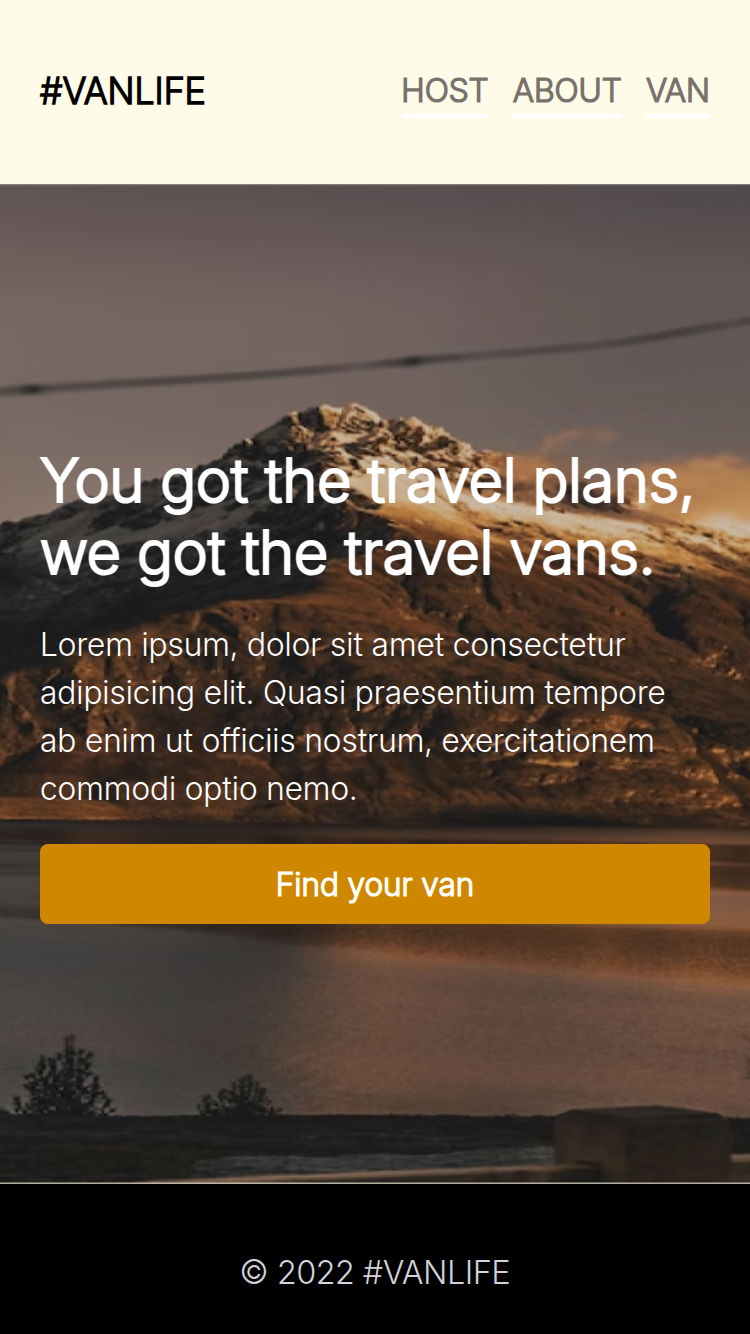 #VANLIFE HOST ABOUT VAN
You got the travel plans,
we got the travel vans.
Lorem ipsum, dolor sit amet consectetur
adipisicing elit. Quasi praesentium tempore
ab enim ut officiis nostrum, exercitationem
commodi optio nemo.
Find your van
© 2022 #VANLIFE